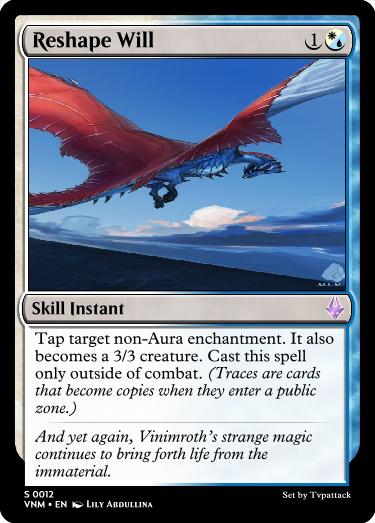 Reshape Will
1
Skill Instant
Tap target non-Aura enchantment. It also
becomes a 3/3 creature. Cast this spell
only outside of combat. (Traces are cards
that become copies when they enter a public
zone.)
And yet again, Vinimroth's strange magic
continues to bring forth life from the
immaterial.
S 0012
VNM • EN Lily Abdullina
Set by Tvpattack